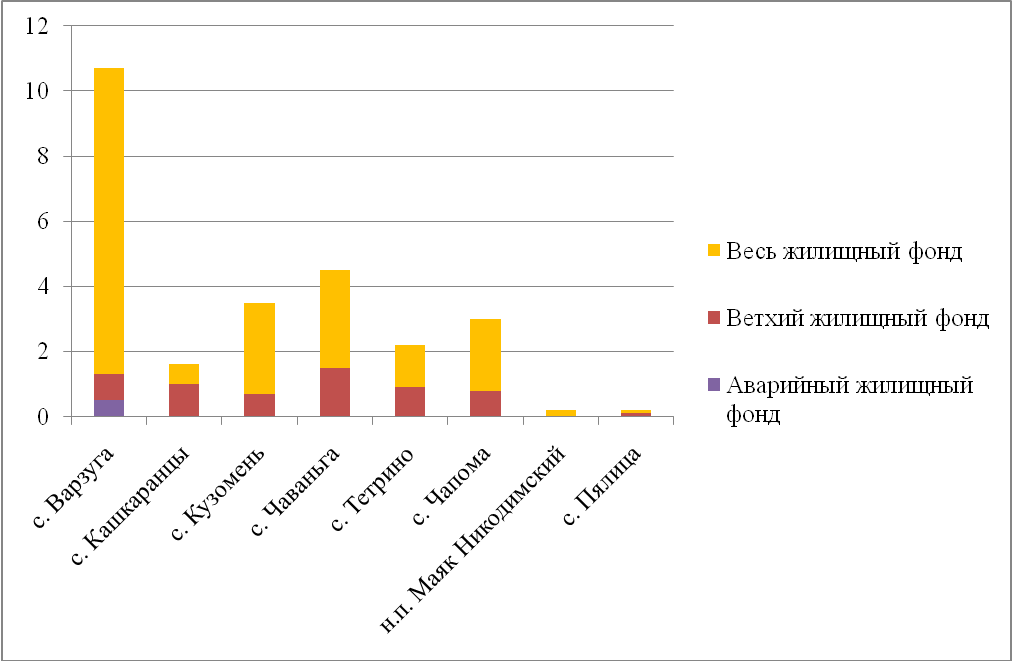 12
10
8
6
4
2
0
с. Варзуга
с. Кашкаранцы
с. Кузомень
с. Чаваньга
с. Тетрино
с. Чапома
н.п. Маяк Никодимский
с. Пялица
Весь жилищный фонд
Ветхий жилищный фонд
Аварийный жилищный
фонд